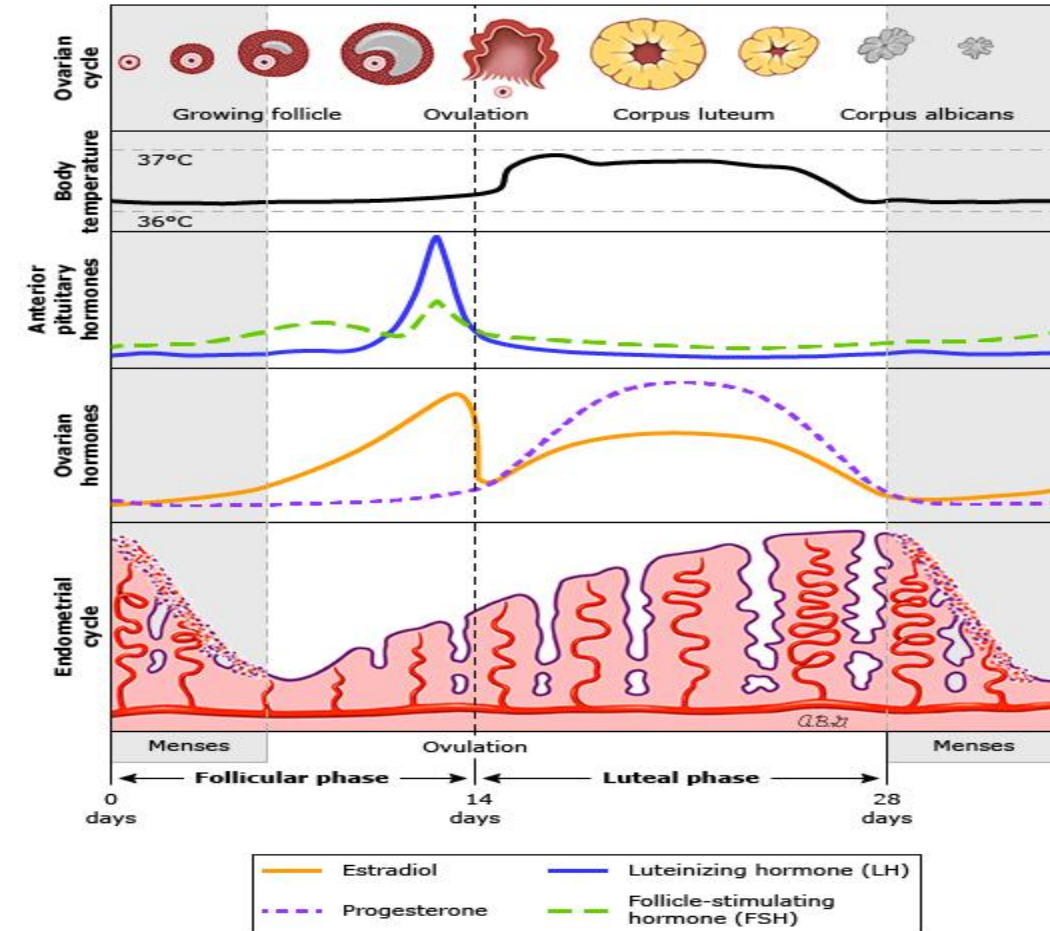 Ovarian
cycle
Growing follicle
Ovulation
Corpus luteum
Corpus albicans
Body
temperature
37°C
36°C
Anterior
pituitary
hormones
Ovarian
hormones
Endometrial
cycle
Menses
Ovulation
Menses
Follicular phase
Luteal phase
0
days
14
days
28
days
Estradiol
Luteinizing hormone (LH)
Progesterone
Follicle-stimulating
hormone (FSH)